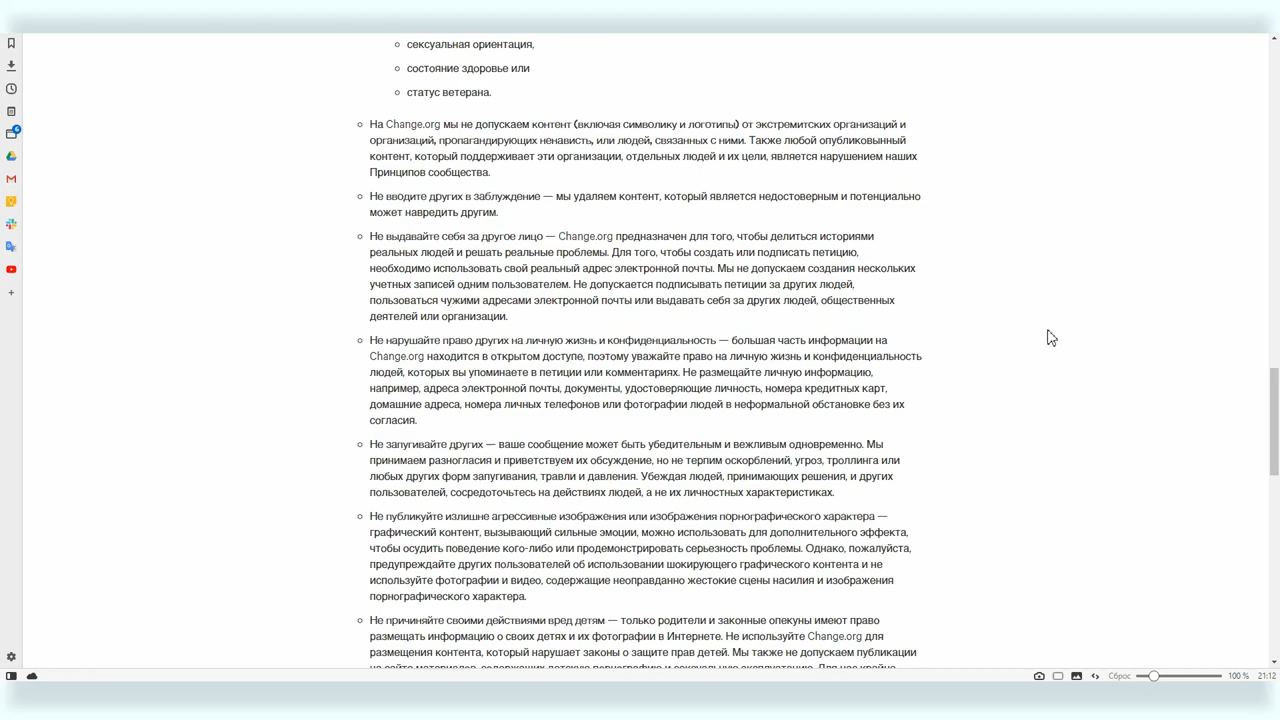 сексуальная ориентация,
состояние здоровье или
статус ветерана.
На Change.org мы не допускаем контент (включая символику и логотипы) от экстремитских организаций и
организаций, пропагандирующих ненависть, или людей, связанных с ними. Также любой опубликовынный
контент, который поддерживает эти организации, отдельных людей и их цели, является нарушением наших
Принципов сообщества.
Не вводите других в заблуждение — мы удаляем контент, который является недостоверным и потенциально
может навредить другим.
Не выдавайте себя за другое лицо — Change.org предназначен для того, чтобы делиться историями
реальных людей и решать реальные проблемы. Для того, чтобы создать или подписать петицию,
необходимо использовать свой реальный адрес электронной почты. Мы не допускаем создания нескольких
учетных записей одним пользователем. Не допускается подписывать петиции за других людей,
пользоваться чужими адресами электронной почты или выдавать себя за других людей, общественных
деятелей или организации.
Не нарушайте право других на личную жизнь и конфиденциальность — большая часть информации на
Change.org находится в открытом доступе, поэтому уважайте право на личную жизнь и конфиденциальность
людей, которых вы упоминаете в петиции или комментариях. Не размещайте личную информацию,
например, адреса электронной почты, документы, удостоверяющие личность, номера кредитных карт,
домашние адреса, номера личных телефонов или фотографии людей в неформальной обстановке без их
согласия.
Не запугивайте других — ваше сообщение может быть убедительным и вежливым одновременно. Мы
принимаем разногласия и приветствуем их обсуждение, но не терпим оскорблений, угроз, троллинга или
любых других форм запугивания, травли и давления. Убеждая людей, принимающих решения, и других
пользователей, сосредоточьтесь на действиях людей, а не их личностных характеристиках.
Не публикуйте излишне агрессивные изображения или изображения порнографического характера —
графический контент, вызывающий сильные эмоции, можно использовать для дополнительного эффекта,
чтобы осудить поведение кого-либо или продемонстрировать серьезность проблемы. Однако, пожалуйста,
предупреждайте других пользователей об использовании шокирующего графического контента и не
используйте фотографии и видео, содержащие неоправданно жестокие сцены насилия и изображения
порнографического характера.
Не причиняйте своими действиями вред детям — только родители и законные опекуны имеют право
размещать информацию о своих детях и их фотографии в Интернете. Не используйте Change.org для
размещения контента, который нарушает законы о защите прав детей. Мы также не допускаем публикации
на сайте материалов, содержащих детскую порнографию и сексуальную эксплуатацию. Для нас крайне
6
Сброс 100 % 21:12